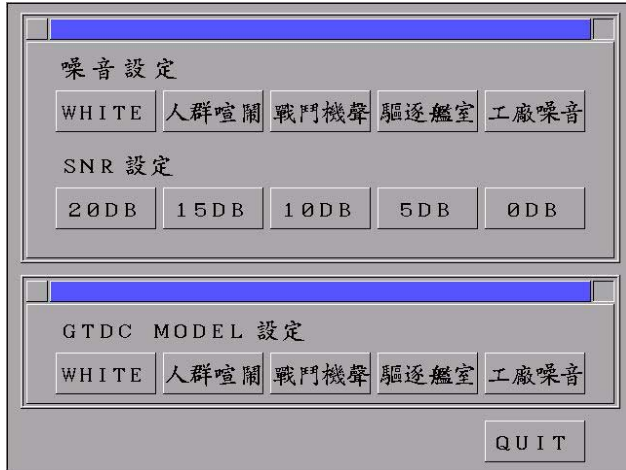 噪音設定
WHITE 人群喧鬧 戰鬥機聲 驅逐艦室 工廠噪音
SNR 設定
20DB 15DB 10DB 5DB 0DB
GTDC MODEL 設定
WHITE 人群喧鬧 戰鬥機聲 驅逐艦室 工廠噪音
QUIT